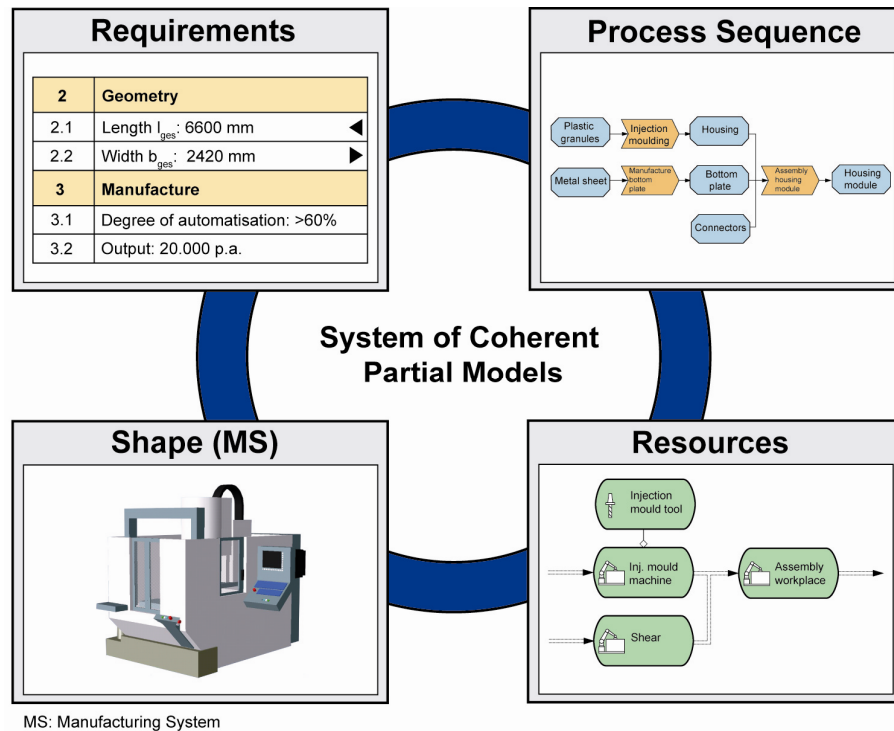 Requirements
2 Geometry
2.1 Length lges: 6600 mm
2.2 Width bges: 2420 mm
3 Manufacture
3.1 Degree of automatisation: >60%
3.2 Output: 20.000 p.a.
Process Sequence
Plastic
granules
Injection
moulding
Housing
Metal sheet
Manufacture
bottom
plate
Bottom
plate
Assembly
housing
module
Housing
module
Connectors
System of Coherent
Partial Models
Shape (MS)
Resources
Injection
mould tool
Inj. mould
machine
Assembly
workplace
Shear
MS: Manufacturing System